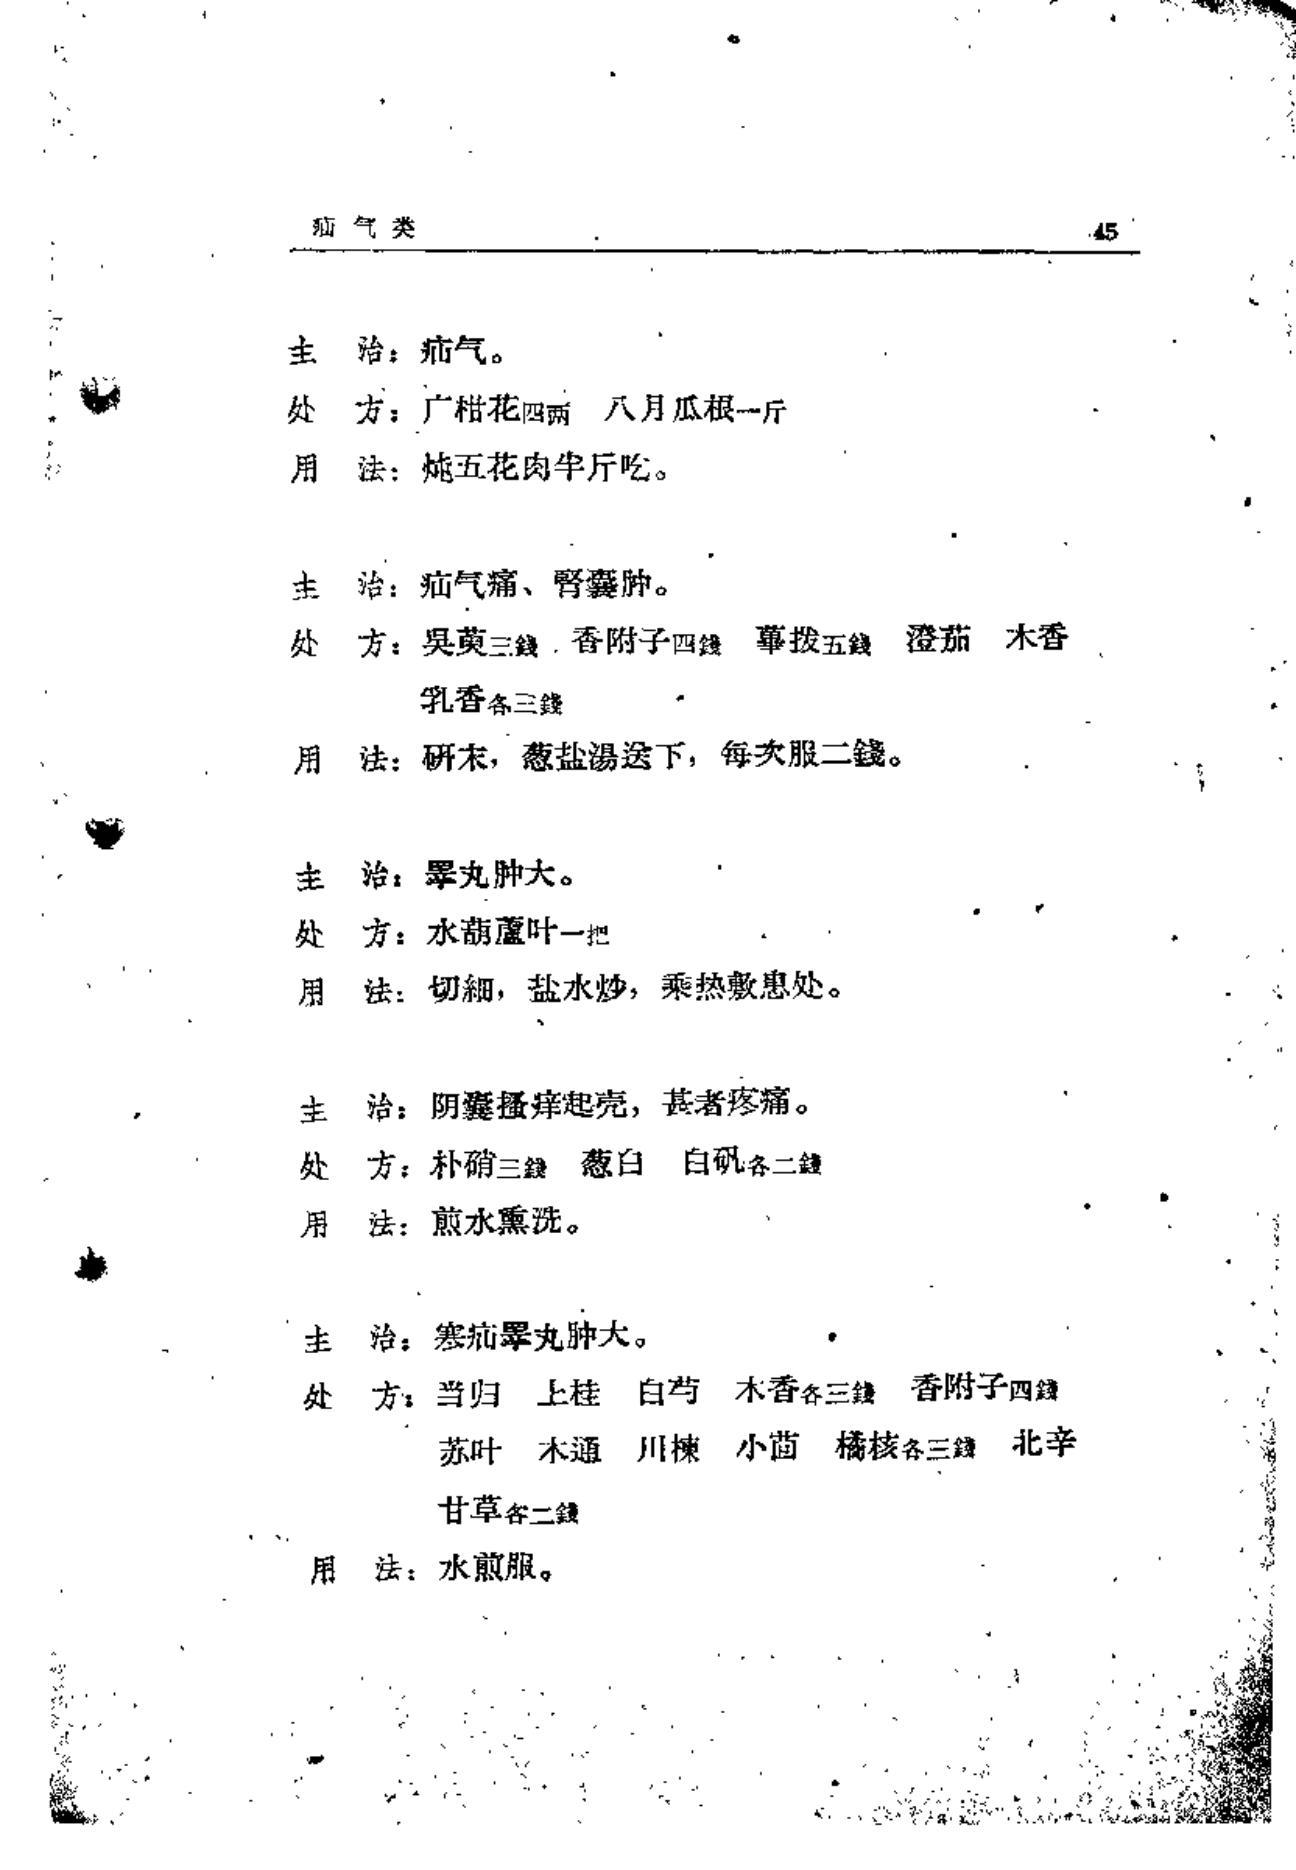 疝气类 45
主 治：疝气。
处 方：广柑花四两 八月瓜根一斤
用 法：炖五花肉半斤吃。
主 治：疝气痛、肾囊肿。
处 方：吳萸三錢 香附子四錢 蓽拨五錢 澄茄 木香
乳香各三錢
用 法：研末，葱盐湯送下，每次服二錢。
主 治：睪丸肿大。
处 方：水葫蘆叶一把
用 法：切細，盐水炒，乘热敷患处。
主 治：阴囊搔痒起壳，甚者疼痛。
处 方：朴硝三錢 葱白 白矾各二錢
用 法：煎水熏洗。
主 治：寒疝睪丸肿大。
处 方：当归 上桂 白芍 木香各三錢 香附子四錢
苏叶 木通 川楝 小茴 橘核各三錢 北辛
甘草各二錢
用 法：水煎服。